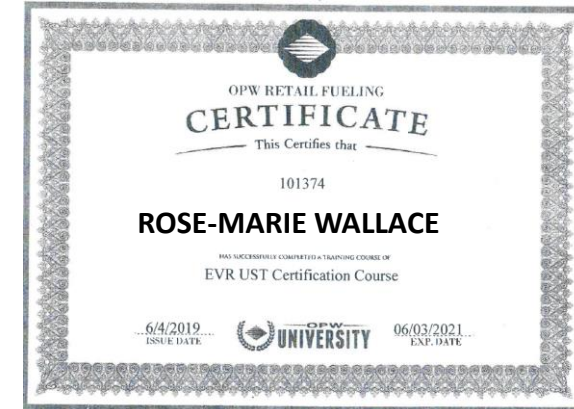 OPW RETAIL FUELING
CERTIFICATE
This Certifies that
101374
ROSE-MARIE WALLACE
HAS SUCCESSFULLY COMPLETED A TRAINING COURSE OF
EVR UST Certification Course
6/4/2019
ISSUE DATE
OPW
UNIVERSITY
06/03/2021
EXP. DATE